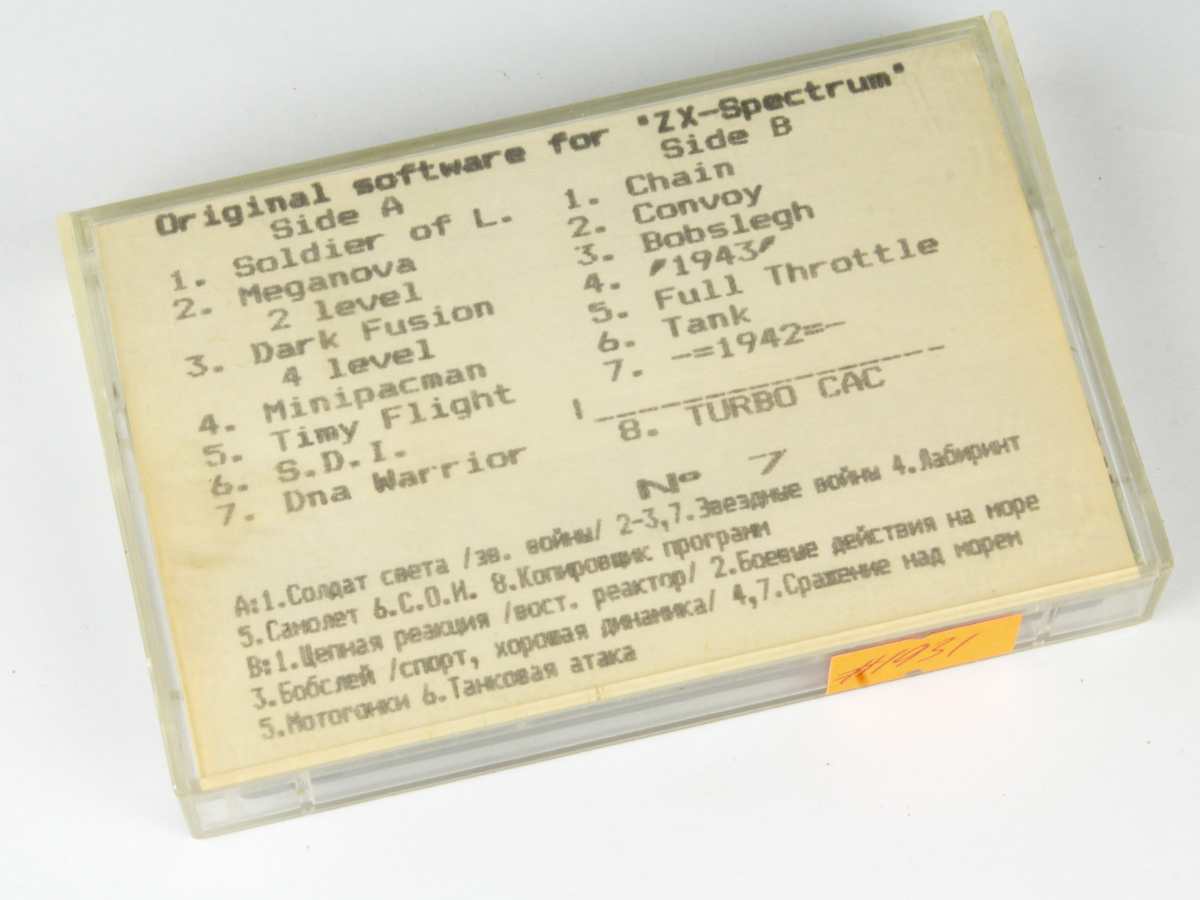 Original software for "ZX-Spectrum"
Side A
1. Soldier of L.
2. Meganova
2 level
3. Dark Fusion
4 level
4. Minipacman
5. Timy Flight
6. S.D.I.
7. Dna Warrior
Side B
1. Chain
2. Convoy
3. Bobslegh
4. "1943"
5. Full Throttle
6. Tank
7. -=1942=-
8. TURBO CAC
№ 7
А:1.Солдат света /зв. войны/ 2-3,7.Звездные войны 4.Лабиринт
5.Самолет 6.С.О.И. 8.Копировщик программ
В:1.Цепная реакция /вост. реактор/ 2.Боевые действия на море
3.Бобслей /спорт, хорошая динамика/ 4,7.Сражение над морем
5.Мотогонки 6.Танковая атака
#1931